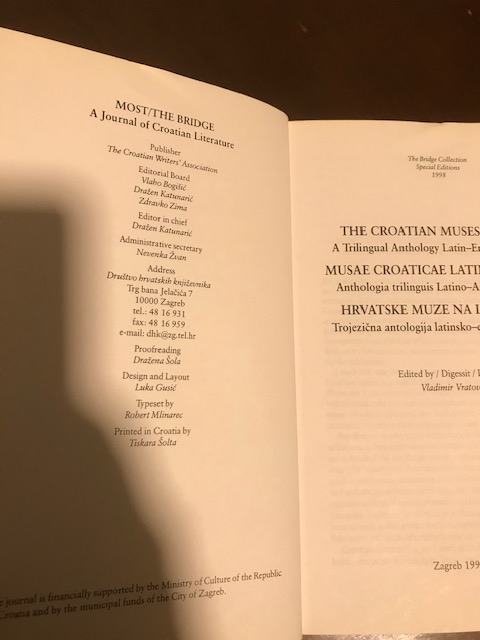 MOST/THE BRIDGE
A Journal of Croatian Literature
Publisher
The Croatian Writers' Association
Editorial Board
Vlaho Bogišić
Dražen Katunarić
Zdravko Zima
Editor in chief
Dražen Katunarić
Administrative secretary
Nevenka Žvan
Address
Društvo hrvatskih književnika
Trg bana Jelačića 7
10000 Zagreb
tel.: 48 16 931
fax: 48 16 959
e-mail: dhk@zg.tel.hr
Proofreading
Dražena Šola
Design and Layout
Luka Gusić
Typeset by
Robert Mlinarec
Printed in Croatia by
Tiskara Šolta
journal is financially supported by the Ministry of Culture of the Republic
Croatia and by the municipal funds of the City of Zagreb.
The Bridge Collection
Special Editions
1998
THE CROATIAN MUSES
A Trilingual Anthology Latin–
MUSAE CROATICAE
Anthologia trilinguis Latino–
HRVATSKE MUZE NA
Trojezična antologija latinsko–
Edited by / Digessit /
Vladimir
Zagreb